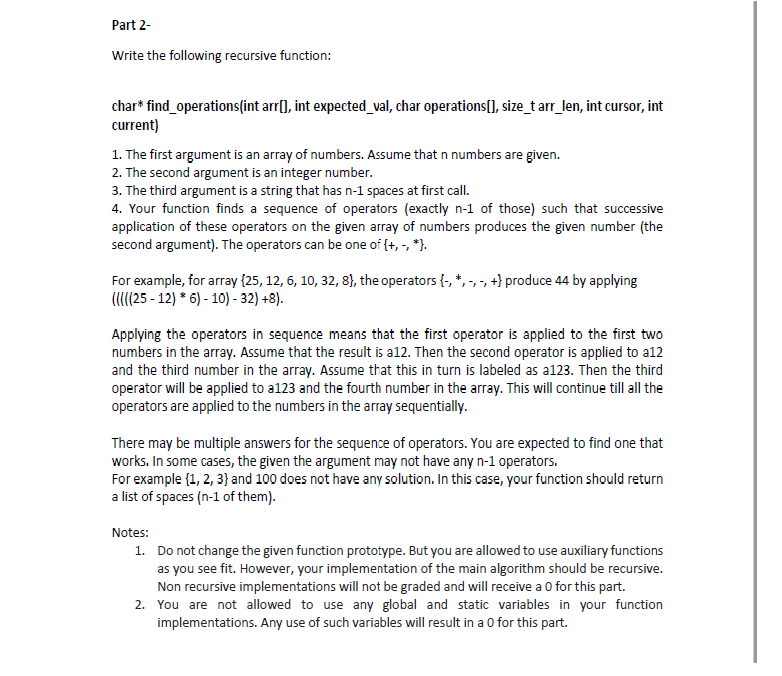 Part 2-
Write the following recursive function:
char* find_operations(int arr[], int expected_val, char operations[], size_t arr_len, int cursor, int
current)
1. The first argument is an array of numbers. Assume that n numbers are given.
2. The second argument is an integer number.
3. The third argument is a string that has n-1 spaces at first call.
4. Your function finds a sequence of operators (exactly n-1 of those) such that successive
application of these operators on the given array of numbers produces the given number (the
second argument). The operators can be one of {+, -, *}.
For example, for array {25, 12, 6, 10, 32, 8}, the operators {-, *, -, -, +} produce 44 by applying
(((((25 - 12) * 6) - 10) - 32) +8).
Applying the operators in sequence means that the first operator is applied to the first two
numbers in the array. Assume that the result is a12. Then the second operator is applied to a12
and the third number in the array. Assume that this in turn is labeled as a123. Then the third
operator will be applied to a123 and the fourth number in the array. This will continue till all the
operators are applied to the numbers in the array sequentially.
There may be multiple answers for the sequence of operators. You are expected to find one that
works. In some cases, the given the argument may not have any n-1 operators.
For example {1, 2, 3} and 100 does not have any solution. In this case, your function should return
a list of spaces (n-1 of them).
Notes:
1. Do not change the given function prototype. But you are allowed to use auxiliary functions
as you see fit. However, your implementation of the main algorithm should be recursive.
Non recursive implementations will not be graded and will receive a 0 for this part.
2. You are not allowed to use any global and static variables in your function
implementations. Any use of such variables will result in a 0 for this part.